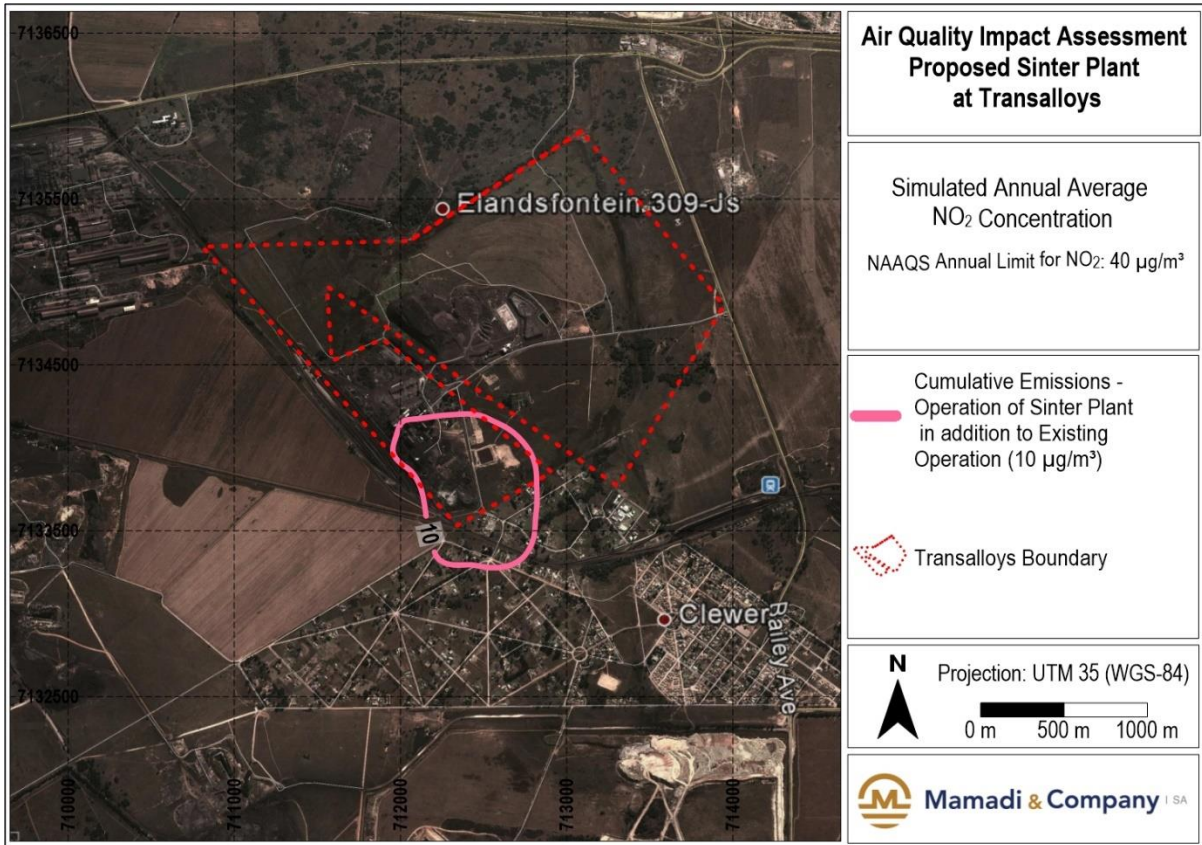 7136500
7135500
7134500
7133500
7132500
710000
711000
712000
713000
714000
Elandsfontein 309-Js
10
Clewer
Railey Ave
Air Quality Impact Assessment
Proposed Sinter Plant
at Transalloys
Simulated Annual Average
NO₂ Concentration
NAAQS Annual Limit for NO₂: 40 µg/m³
Cumulative Emissions -
Operation of Sinter Plant
in addition to Existing
Operation (10 µg/m³)
Transalloys Boundary
N
Projection: UTM 35 (WGS-84)
0 m 500 m 1000 m
M
Mamadi & Company | SA